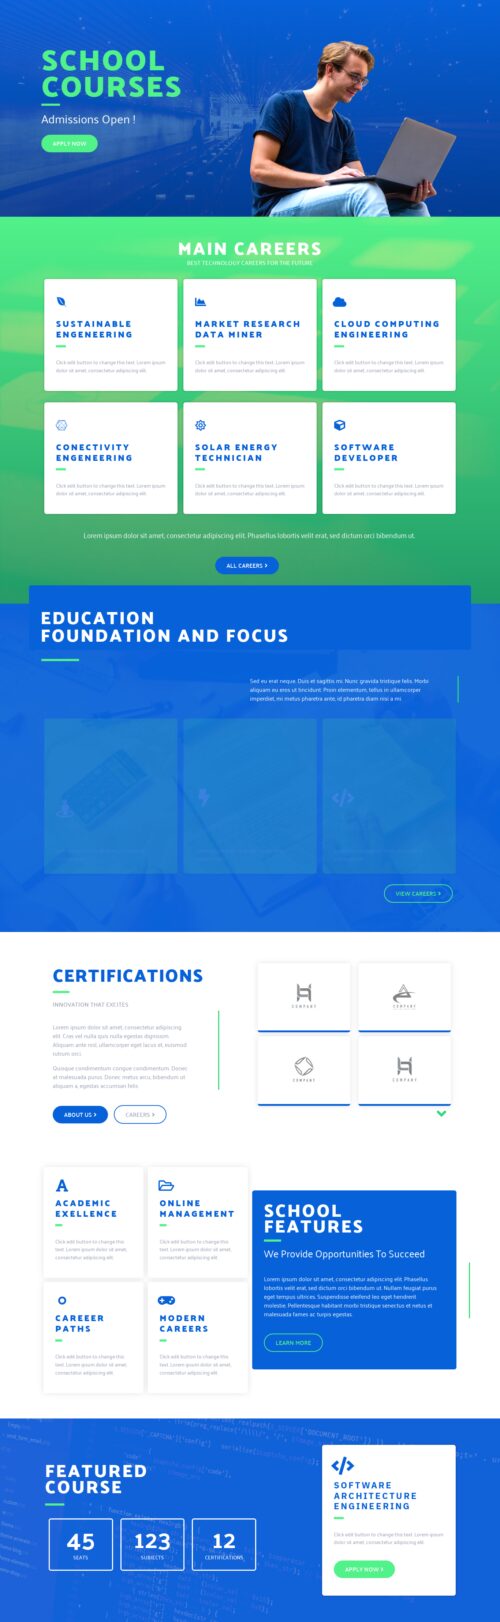 SCHOOL
COURSES
Admissions Open !
APPLY NOW
MAIN CAREERS
BEST TECHNOLOGY CAREERS FOR THE FUTURE
SUSTAINABLE
ENGENEERING
Click edit button to change this text. Lorem ipsum
dolor sit amet, consectetur adipiscing elit.
MARKET RESEARCH
DATA MINER
Click edit button to change this text. Lorem ipsum
dolor sit amet, consectetur adipiscing elit.
CLOUD COMPUTING
ENGINEERING
Click edit button to change this text. Lorem ipsum
dolor sit amet, consectetur adipiscing elit.
CONECTIVITY
ENGENEERING
Click edit button to change this text. Lorem ipsum
dolor sit amet, consectetur adipiscing elit.
SOLAR ENERGY
TECHNICIAN
Click edit button to change this text. Lorem ipsum
dolor sit amet, consectetur adipiscing elit.
SOFTWARE
DEVELOPER
Click edit button to change this text. Lorem ipsum
dolor sit amet, consectetur adipiscing elit.
Lorem ipsum dolor sit amet, consectetur adipiscing elit. Phasellus lobortis velit erat, sed dictum orci bibendum ut.
ALL CAREERS >
EDUCATION
FOUNDATION AND FOCUS
Sed eu erat neque. Duis et sagittis mi. Nunc gravida tristique felis. Morbi
aliquam eu eros ut tincidunt. Proin elementum, tellus in ullamcorper
imperdiet, mi metus pharetra ante, id pharetra diam nisi a mi.
VIEW CAREERS >
CERTIFICATIONS
INNOVATION THAT EXCITES
Lorem ipsum dolor sit amet, consectetur adipiscing
elit. Cras vel nulla quis nulla egestas dignissim.
Aliquam ante nisl, ullamcorper eget lacus et, euismod
rutrum orci.
Quisque condimentum congue condimentum. Donec
et malesuada purus. Donec metus arcu, bibendum ut
aliquam a, egestas accumsan felis
ABOUT US >
CAREERS >
COMPANY
COMPANY
COMPANY
COMPANY
ACADEMIC
EXELLENCE
Click edit button to change this
text. Lorem ipsum dolor sit amet,
consectetur adipiscing elit.
ONLINE
MANAGEMENT
Click edit button to change this
text. Lorem ipsum dolor sit amet,
consectetur adipiscing elit.
CAREEER
PATHS
Click edit button to change this
text. Lorem ipsum dolor sit amet,
consectetur adipiscing elit.
MODERN
CAREERS
Click edit button to change this
text. Lorem ipsum dolor sit amet,
consectetur adipiscing elit.
SCHOOL
FEATURES
We Provide Opportunities To Succeed
Lorem ipsum dolor sit amet, consectetur adipiscing elit. Phasellus
lobortis velit erat, sed dictum orci bibendum ut. Nullam feugiat purus
eget tempus ultrices. Suspendisse eleifend leo eget lorem
molestie. Pellentesque habitant morbi tristique senectus et netus et
malesuada fames ac turpis egestas.
LEARN MORE
FEATURED
COURSE
45
SEATS
123
SUBJECTS
12
CERTIFICATIONS
SOFTWARE
ARCHITECTURE
ENGINEERING
Click edit button to change this text. Lorem ipsum
dolor sit amet, consectetur adipiscing elit.
APPLY NOW >